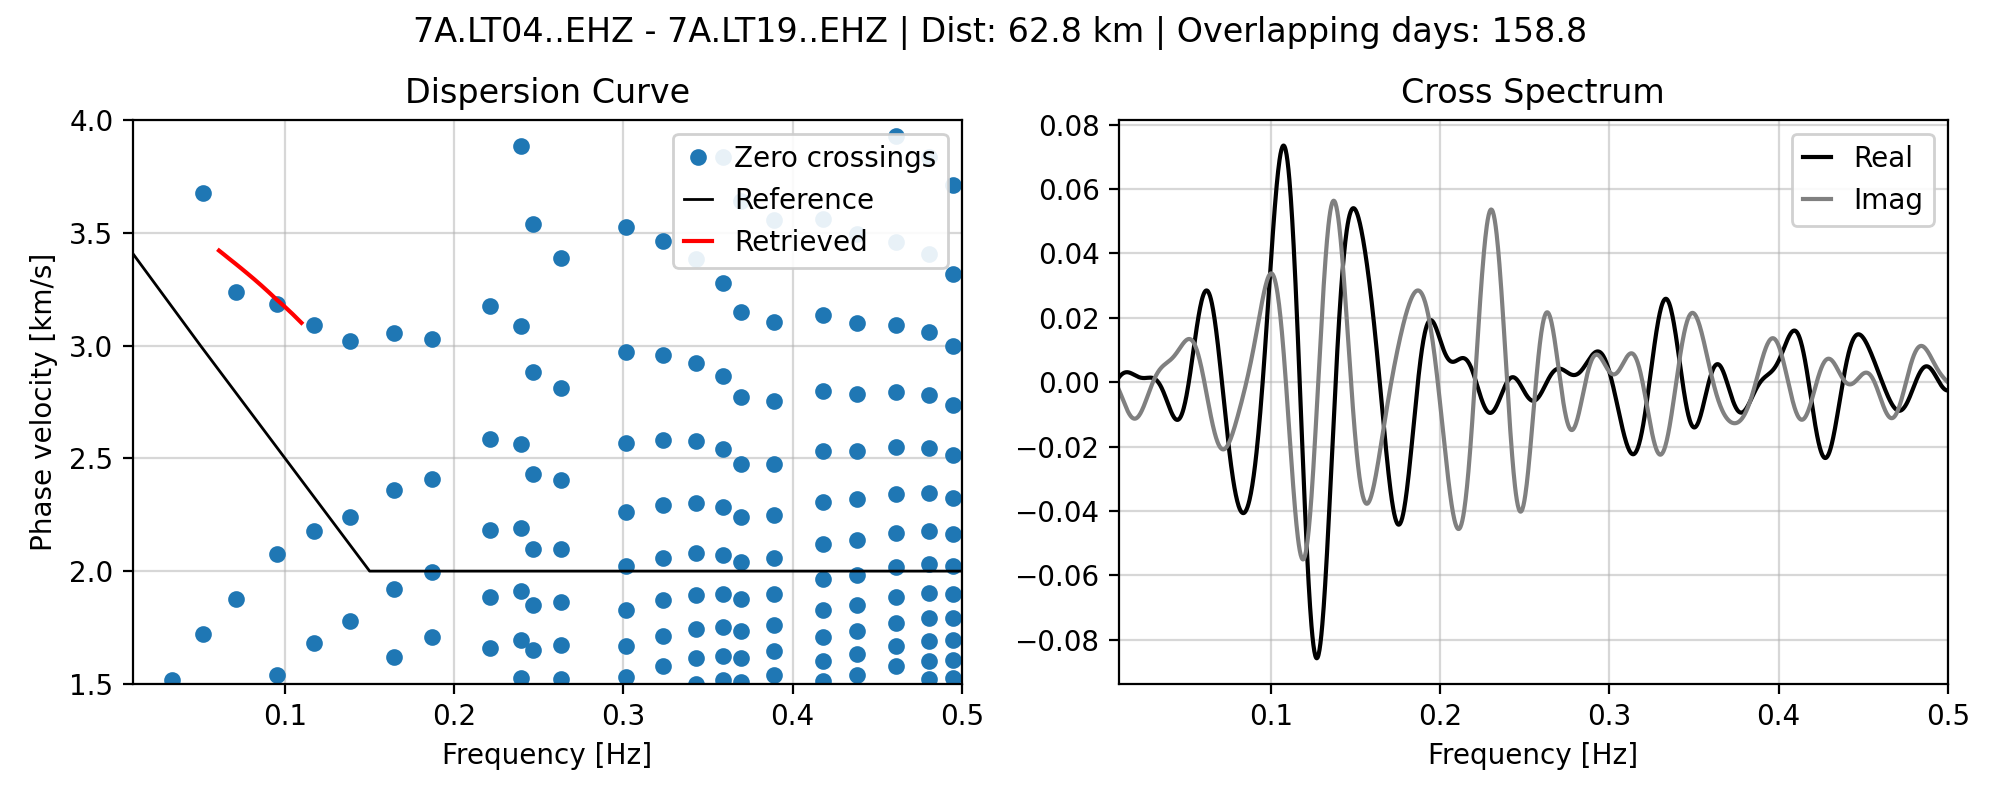 7A.LT04..EHZ - 7A.LT19..EHZ | Dist: 62.8 km | Overlapping days: 158.8
Dispersion Curve
Phase velocity [km/s]
4.0
3.5
3.0
2.5
2.0
1.5
0.1 0.2 0.3 0.4 0.5
Frequency [Hz]
Zero crossings
Reference
Retrieved
Cross Spectrum
0.08
0.06
0.04
0.02
0.00
−0.02
−0.04
−0.06
−0.08
0.1 0.2 0.3 0.4 0.5
Frequency [Hz]
Real
Imag